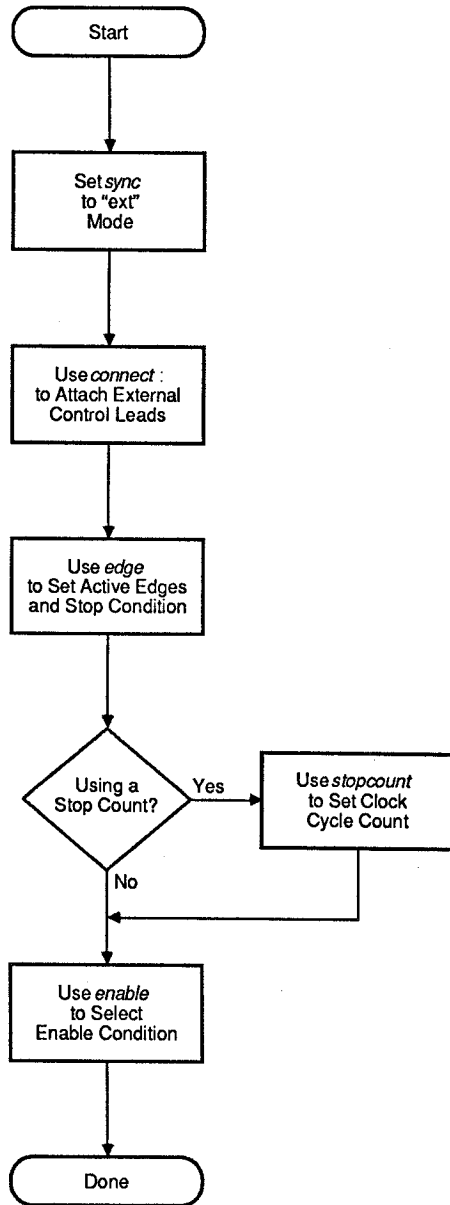 Start
Set sync
to “ext”
Mode
Use connect :
to Attach External
Control Leads
Use edge
to Set Active Edges
and Stop Condition
Using a
Stop Count?
Yes
Use stopcount
to Set Clock
Cycle Count
No
Use enable
to Select
Enable Condition
Done